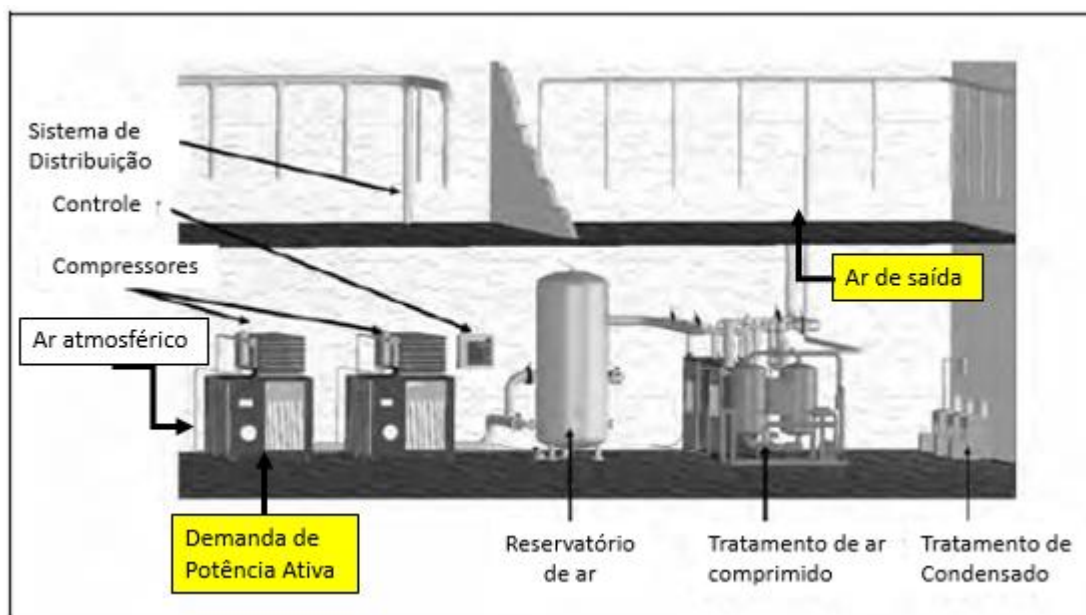 Sistema de
Distribuição
Controle
Compressores
Ar atmosférico
Ar de saída
Demanda de
Potência Ativa
Reservatório
de ar
Tratamento de ar
comprimido
Tratamento de
Condensado